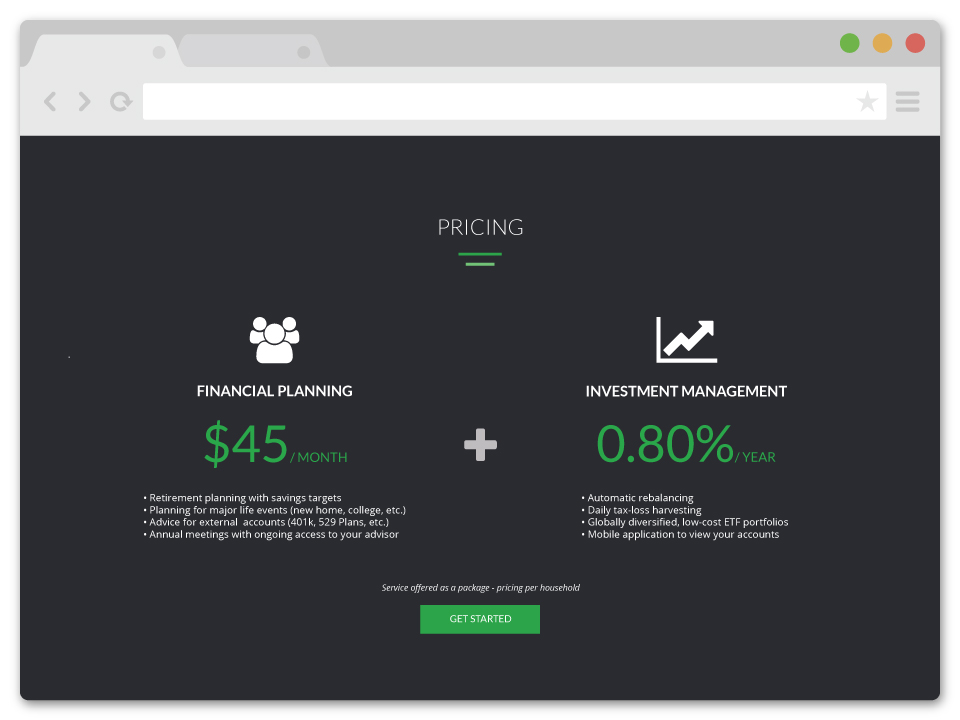 PRICING
FINANCIAL PLANNING
$45/ MONTH
• Retirement planning with savings targets
• Planning for major life events (new home, college, etc.)
• Advice for external  accounts (401k, 529 Plans, etc.)
• Annual meetings with ongoing access to your advisor
INVESTMENT MANAGEMENT
0.80%/ YEAR
• Automatic rebalancing
• Daily tax-loss harvesting
• Globally diversified, low-cost ETF portfolios
• Mobile application to view your accounts
Service offered as a package - pricing per household
GET STARTED